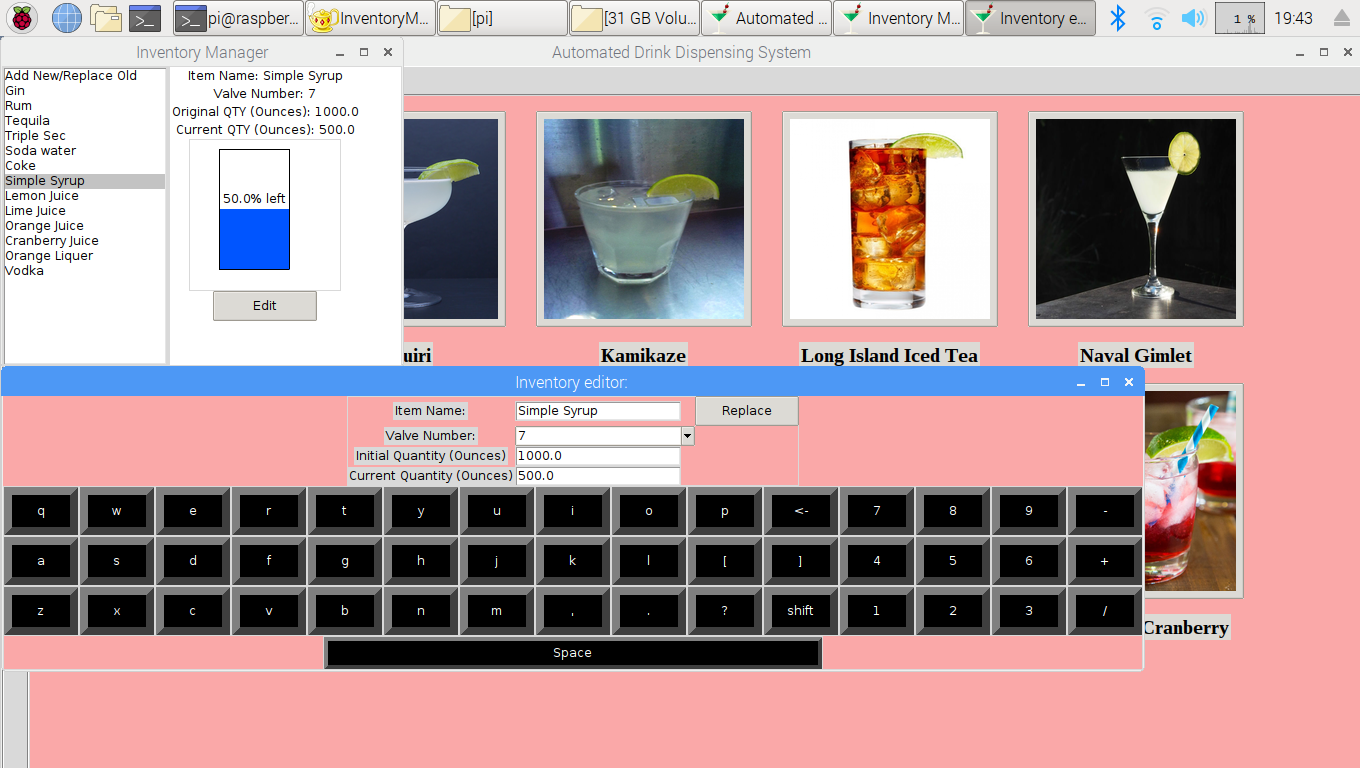 pi@raspber...
InventoryM...
[pi]
[31 GB Volu...
Automated ...
Inventory M...
Inventory e...
1 %
19:43
Inventory Manager
Automated Drink Dispensing System
Add New/Replace Old
Gin
Rum
Tequila
Triple Sec
Soda water
Coke
Simple Syrup
Lemon Juice
Lime Juice
Orange Juice
Cranberry Juice
Orange Liquer
Vodka
Item Name: Simple Syrup
Valve Number: 7
Original QTY (Ounces): 1000.0
Current QTY (Ounces): 500.0
50.0% left
Edit
uiri
Kamikaze
Long Island Iced Tea
Naval Gimlet
Inventory editor:
Item Name: Simple Syrup Replace
Valve Number: 7
Initial Quantity (Ounces) 1000.0
Current Quantity (Ounces) 500.0
q w e r t y u i o p <- 7 8 9 -
a s d f g h j k l [ ] 4 5 6 +
z x c v b n m , . ? shift 1 2 3 /
Space
Cranberry